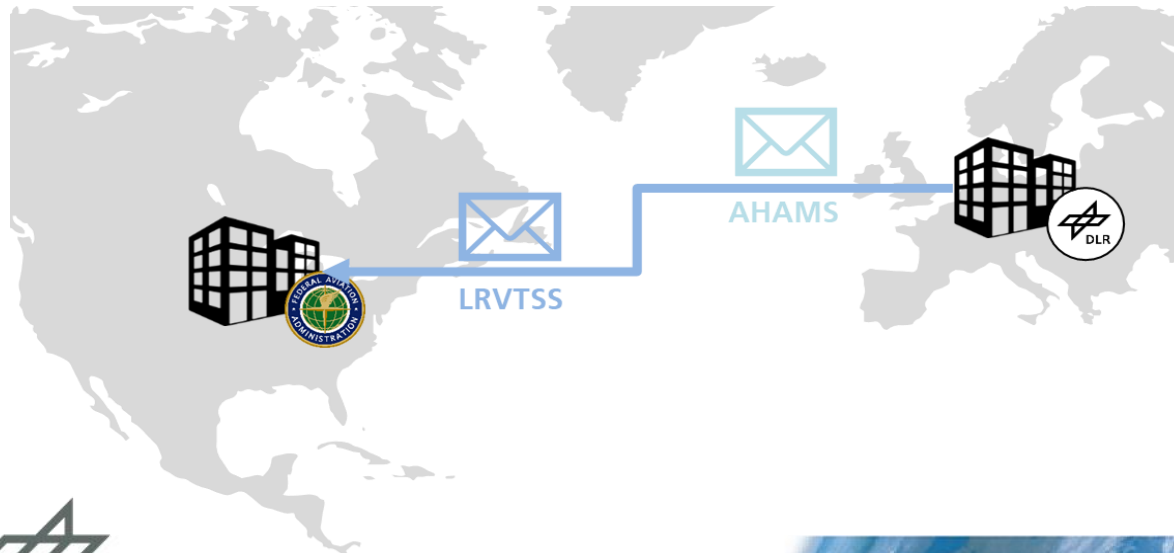 AHAMS
DLR
LRVTSS
FEDERAL AVIATION
ADMINISTRATION